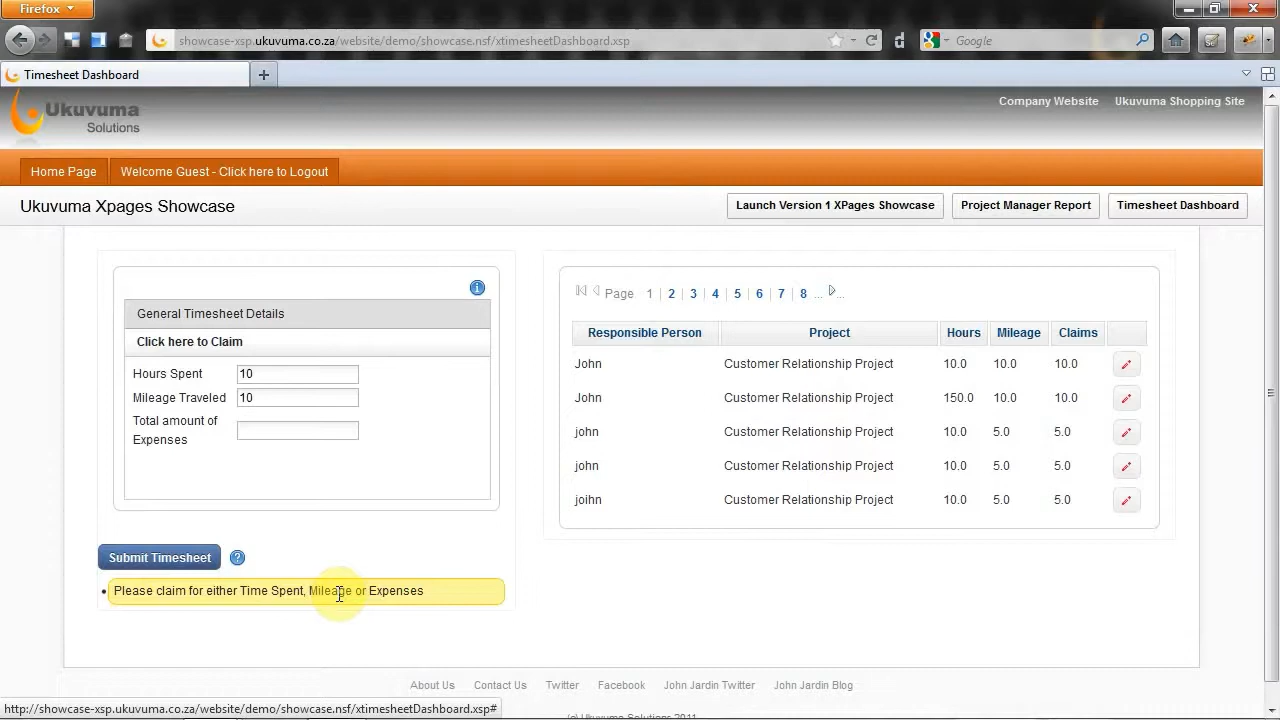 Firefox
showcase-xsp.ukuvuma.co.za/website/demo/showcase.nsf/xtimesheetDashboard.xsp
Google
Timesheet Dashboard
Ukuvuma
Solutions
Company Website
Ukuvuma Shopping Site
Home Page
Welcome Guest - Click here to Logout
Ukuvuma Xpages Showcase
Launch Version 1 XPages Showcase
Project Manager Report
Timesheet Dashboard
General Timesheet Details
Click here to Claim
Hours Spent 10
Mileage Traveled 10
Total amount of
Expenses
Submit Timesheet
Please claim for either Time Spent, Mileage or Expenses
Page 1 | 2 | 3 | 4 | 5 | 6 | 7 | 8 ... ...
Responsible Person Project Hours Mileage Claims
John Customer Relationship Project 10.0 10.0 10.0
John Customer Relationship Project 150.0 10.0 10.0
john Customer Relationship Project 10.0 5.0 5.0
john Customer Relationship Project 10.0 5.0 5.0
joihn Customer Relationship Project 10.0 5.0 5.0
About Us Contact Us Twitter Facebook John Jardin Twitter John Jardin Blog
(c) Ukuvuma Solutions 2011
http://showcase-xsp.ukuvuma.co.za/website/demo/showcase.nsf/xtimesheetDashboard.xsp#